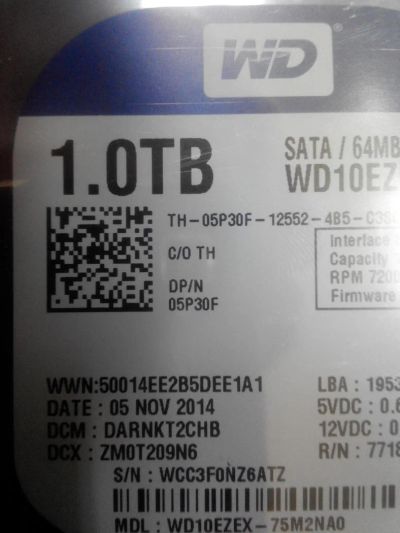 WD
1.0TB
SATA / 64MB
WD10EZ
TH-05P30F-12552-4B5-C3S
C/O TH
DP/N
05P30F
Interface
Capacity
RPM 7200
Firmware
WWN:50014EE2B5DEE1A1
DATE : 05 NOV 2014
DCM : DARNKT2CHB
DCX : ZM0T209N6
LBA : 1953
5VDC : 0.6
12VDC : 0.
R/N : 7718
S/N : WCC3F0NZ6ATZ
MDL : WD10EZEX-75M2NA0